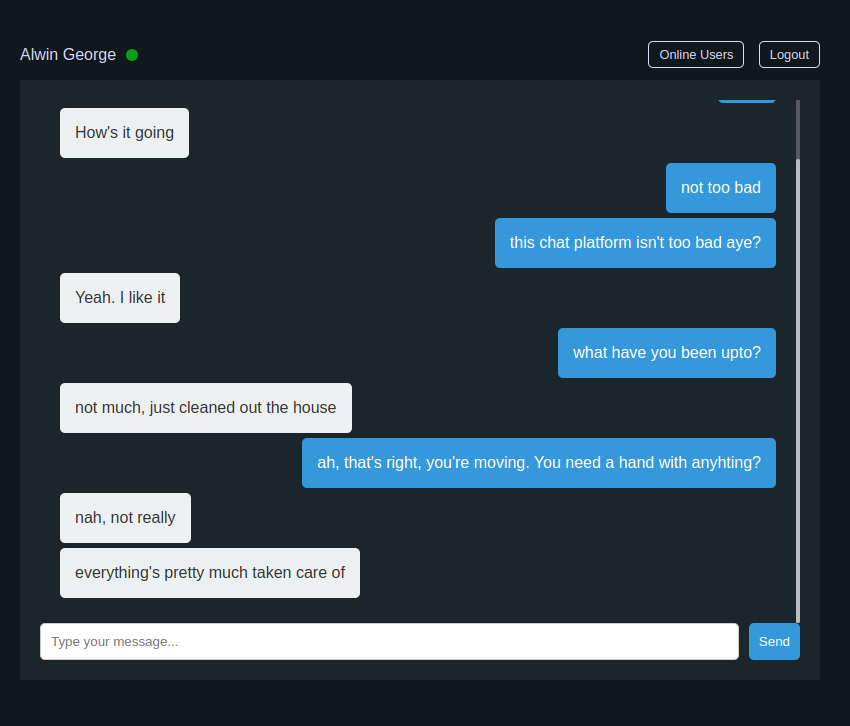 Alwin George
Online Users
Logout
How's it going
not too bad
this chat platform isn't too bad aye?
Yeah. I like it
what have you been upto?
not much, just cleaned out the house
ah, that's right, you're moving. You need a hand with anyhting?
nah, not really
everything's pretty much taken care of
Type your message...
Send